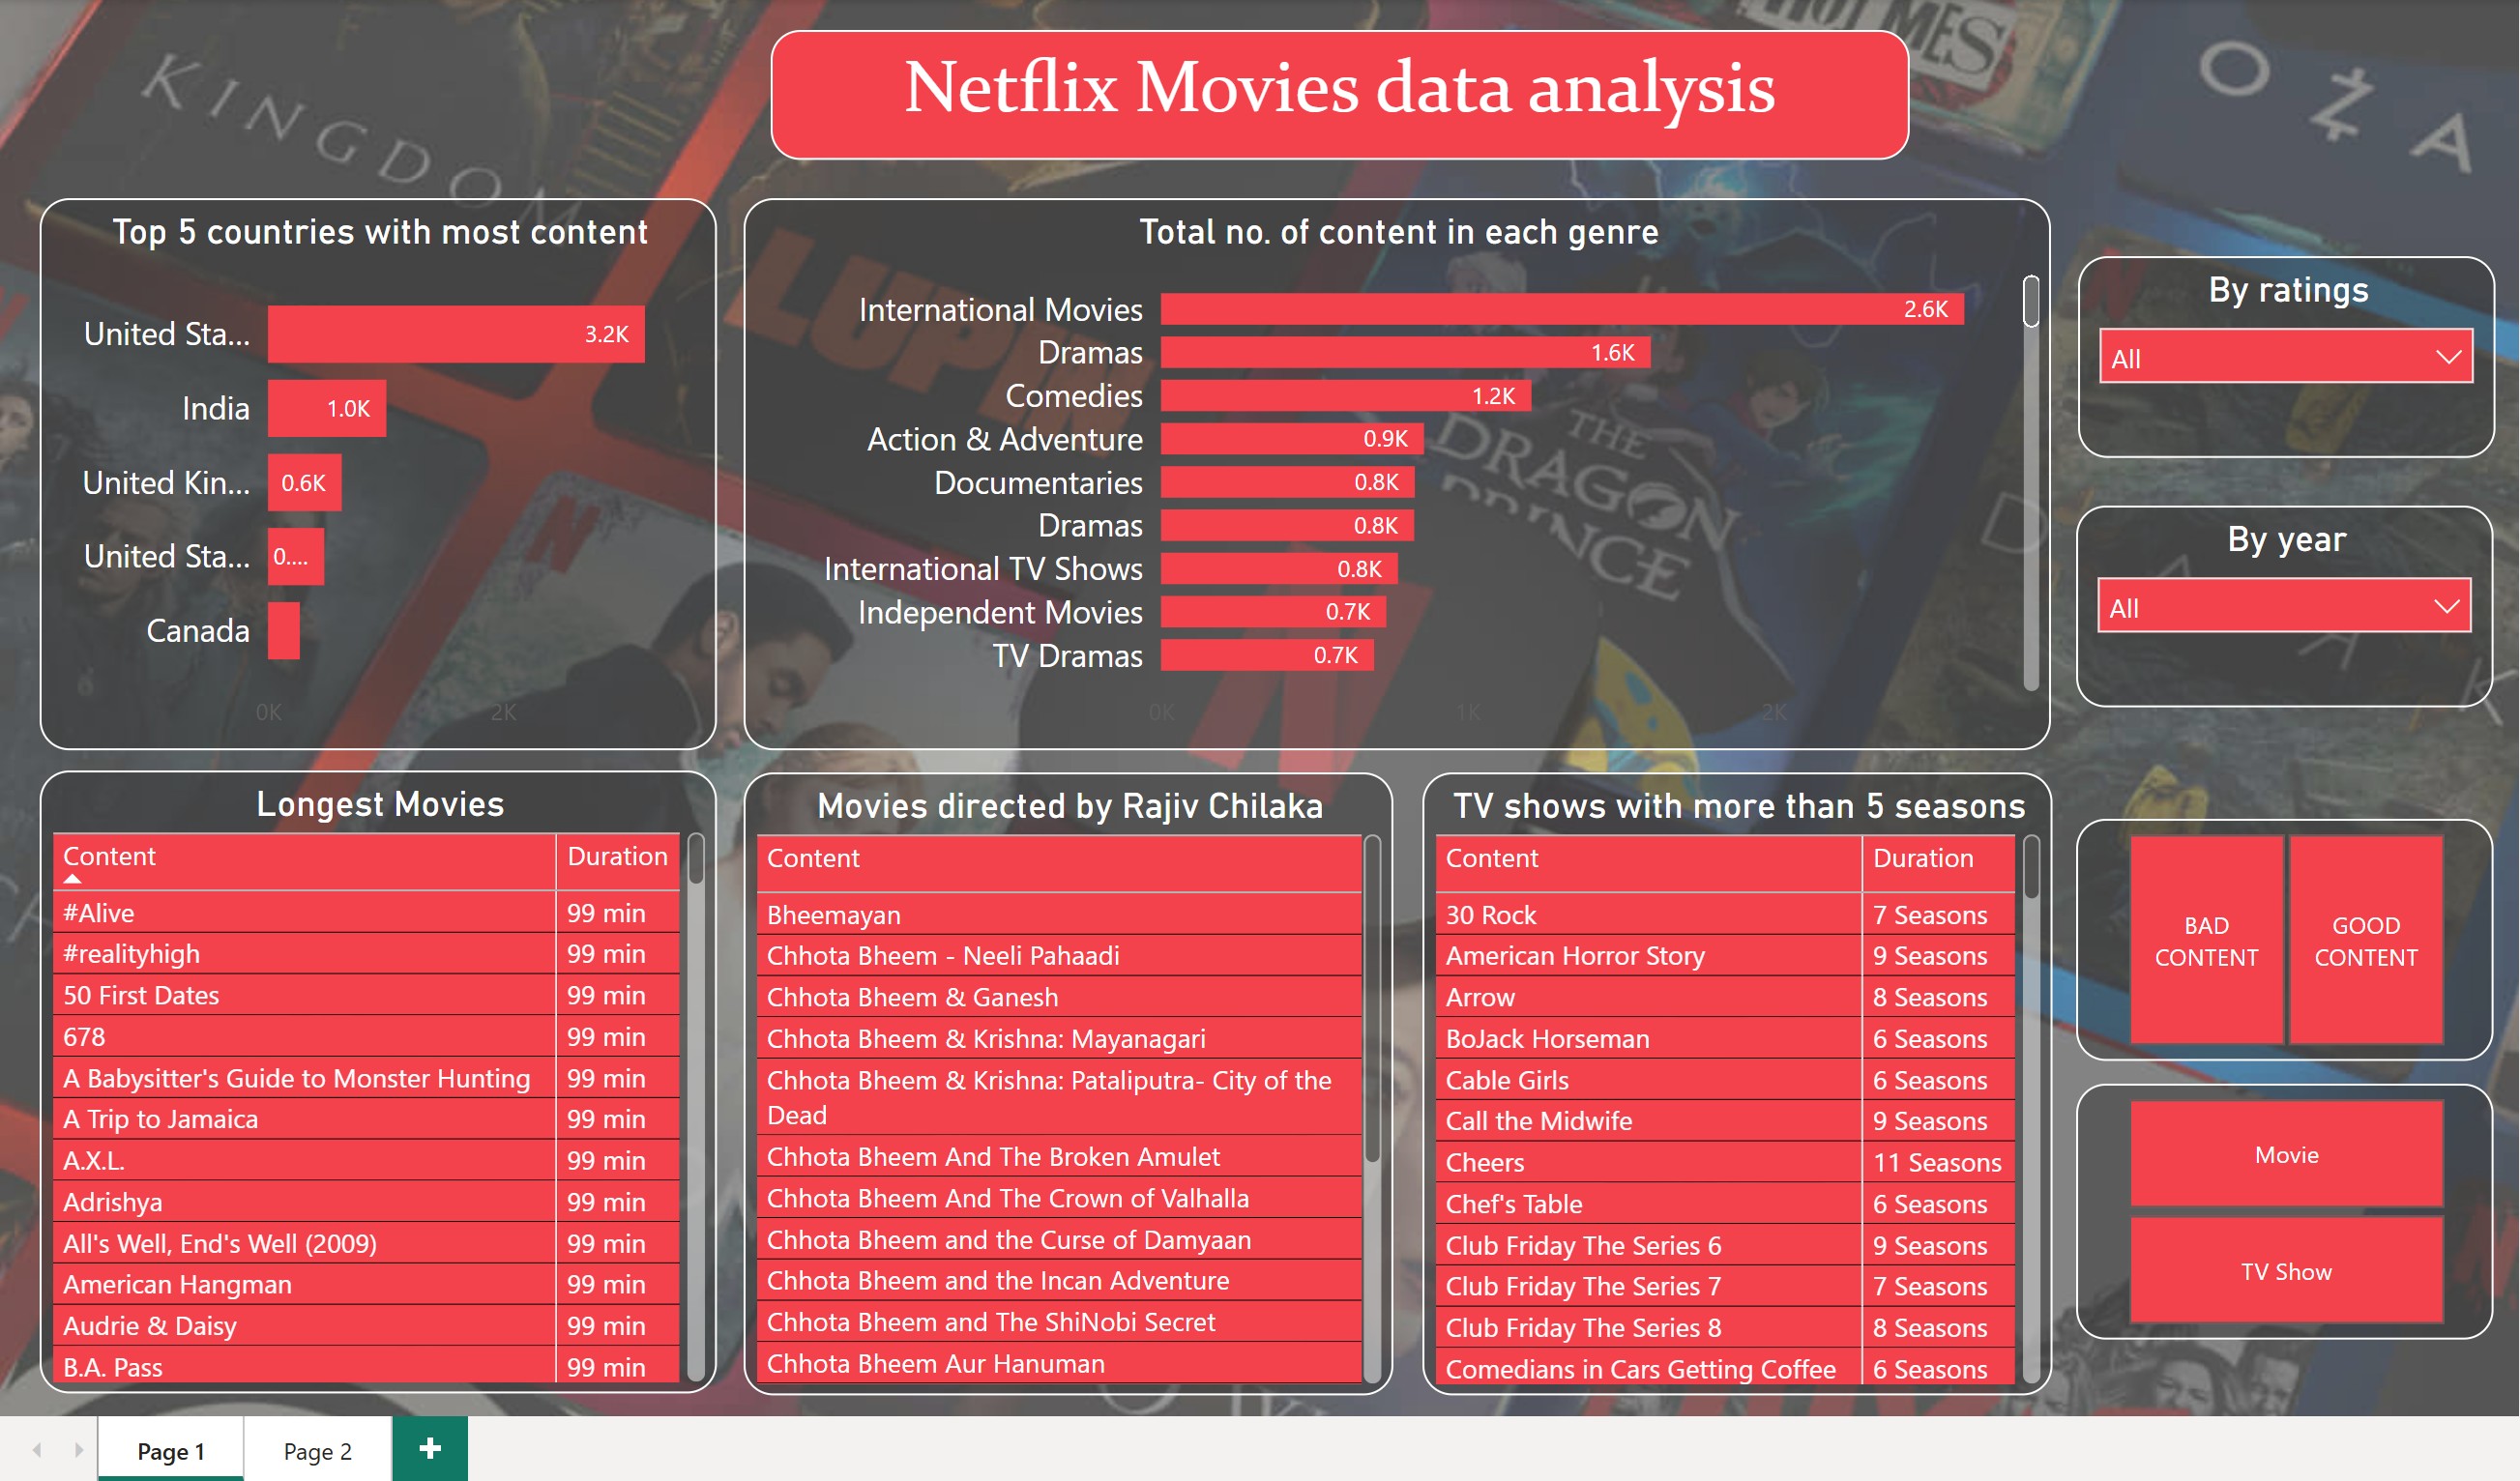 KINGDOM
HOLMES
OZA
Netflix Movies data analysis
Top 5 countries with most content
United Sta...
3.2K
India
1.0K
United Kin...
0.6K
United Sta...
0....
Canada
0K
2K
Total no. of content in each genre
International Movies
2.6K
Dramas
1.6K
Comedies
1.2K
Action & Adventure
0.9K
Documentaries
0.8K
Dramas
0.8K
International TV Shows
0.8K
Independent Movies
0.7K
TV Dramas
0.7K
0K
1K
2K
LUPIN
THE
DRAGON
PRINCE
By ratings
All
By year
All
Longest Movies
Content
Duration
#Alive
99 min
#realityhigh
99 min
50 First Dates
99 min
678
99 min
A Babysitter's Guide to Monster Hunting
99 min
A Trip to Jamaica
99 min
A.X.L.
99 min
Adrishya
99 min
All's Well, End's Well (2009)
99 min
American Hangman
99 min
Audrie & Daisy
99 min
B.A. Pass
99 min
Movies directed by Rajiv Chilaka
Content
Bheemayan
Chhota Bheem - Neeli Pahaadi
Chhota Bheem & Ganesh
Chhota Bheem & Krishna: Mayanagari
Chhota Bheem & Krishna: Pataliputra- City of the
Dead
Chhota Bheem And The Broken Amulet
Chhota Bheem And The Crown of Valhalla
Chhota Bheem and the Curse of Damyaan
Chhota Bheem and the Incan Adventure
Chhota Bheem and The ShiNobi Secret
Chhota Bheem Aur Hanuman
TV shows with more than 5 seasons
Content
Duration
30 Rock
7 Seasons
American Horror Story
9 Seasons
Arrow
8 Seasons
BoJack Horseman
6 Seasons
Cable Girls
6 Seasons
Call the Midwife
9 Seasons
Cheers
11 Seasons
Chef's Table
6 Seasons
Club Friday The Series 6
9 Seasons
Club Friday The Series 7
7 Seasons
Club Friday The Series 8
8 Seasons
Comedians in Cars Getting Coffee
6 Seasons
BAD
CONTENT
GOOD
CONTENT
Movie
TV Show
Page 1
Page 2